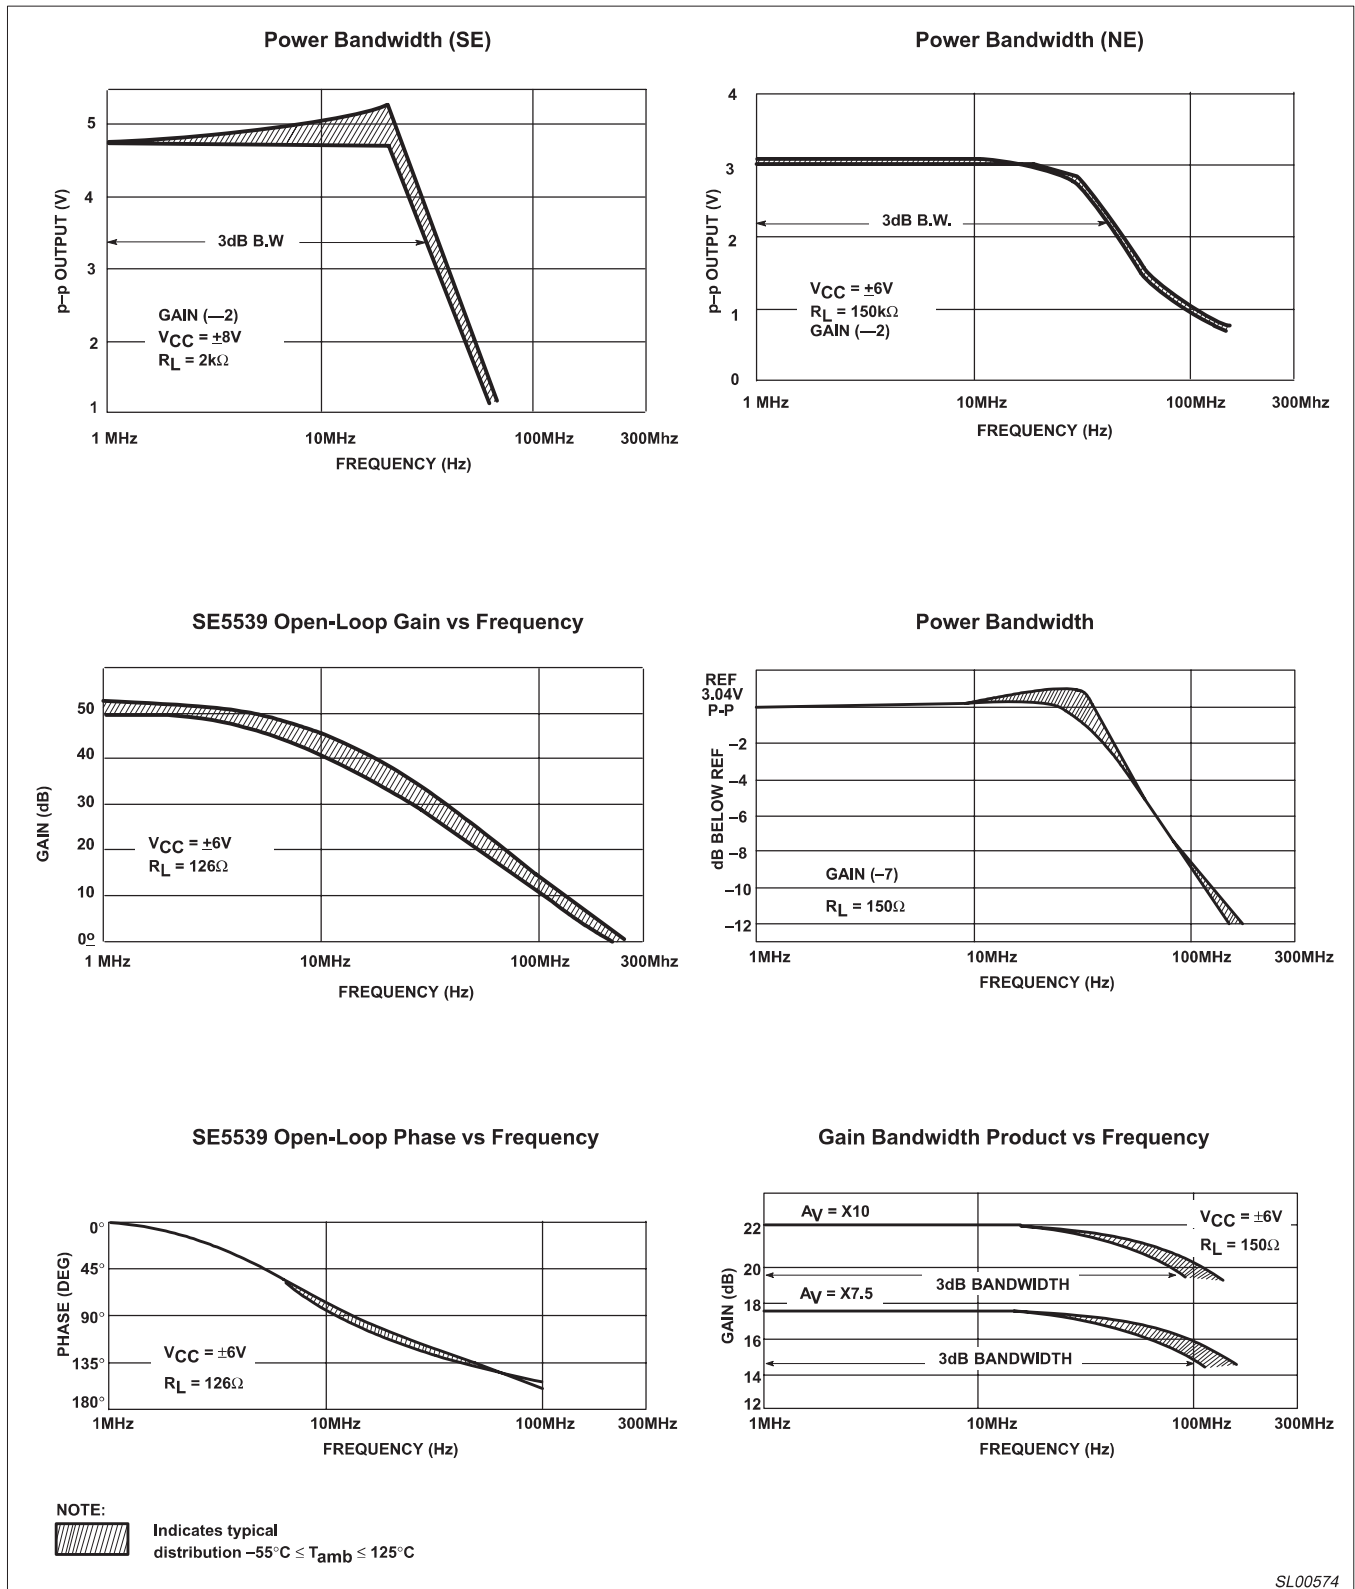 Power Bandwidth (SE)
5
4
3
2
1
p–p OUTPUT (V)
3dB B.W
GAIN (—2)
VCC = ±8V
RL = 2kΩ
1 MHz 10MHz 100MHz 300Mhz
FREQUENCY (Hz)
Power Bandwidth (NE)
4
3
2
1
0
p–p OUTPUT (V)
3dB B.W.
VCC = ±6V
RL = 150kΩ
GAIN (—2)
1 MHz 10MHz 100MHz 300Mhz
FREQUENCY (Hz)
SE5539 Open-Loop Gain vs Frequency
50
40
30
20
10
0º
GAIN (dB)
VCC = ±6V
RL = 126Ω
1 MHz 10MHz 100MHz 300Mhz
FREQUENCY (Hz)
Power Bandwidth
REF
3.04V
P-P
–2
–4
–6
–8
–10
–12
dB BELOW REF
GAIN (–7)
RL = 150Ω
1MHz 10MHz 100MHz 300MHz
FREQUENCY (Hz)
SE5539 Open-Loop Phase vs Frequency
0°
45°
90°
135°
180°
PHASE (DEG)
VCC = ±6V
RL = 126Ω
1MHz 10MHz 100MHz 300MHz
FREQUENCY (Hz)
Gain Bandwidth Product vs Frequency
22
20
18
16
14
12
GAIN (dB)
AV = X10
VCC = ±6V
RL = 150Ω
3dB BANDWIDTH
AV = X7.5
3dB BANDWIDTH
1MHz 10MHz 100MHz 300MHz
FREQUENCY (Hz)
NOTE:
Indicates typical
distribution –55°C ≤ Tamb ≤ 125°C
SL00574